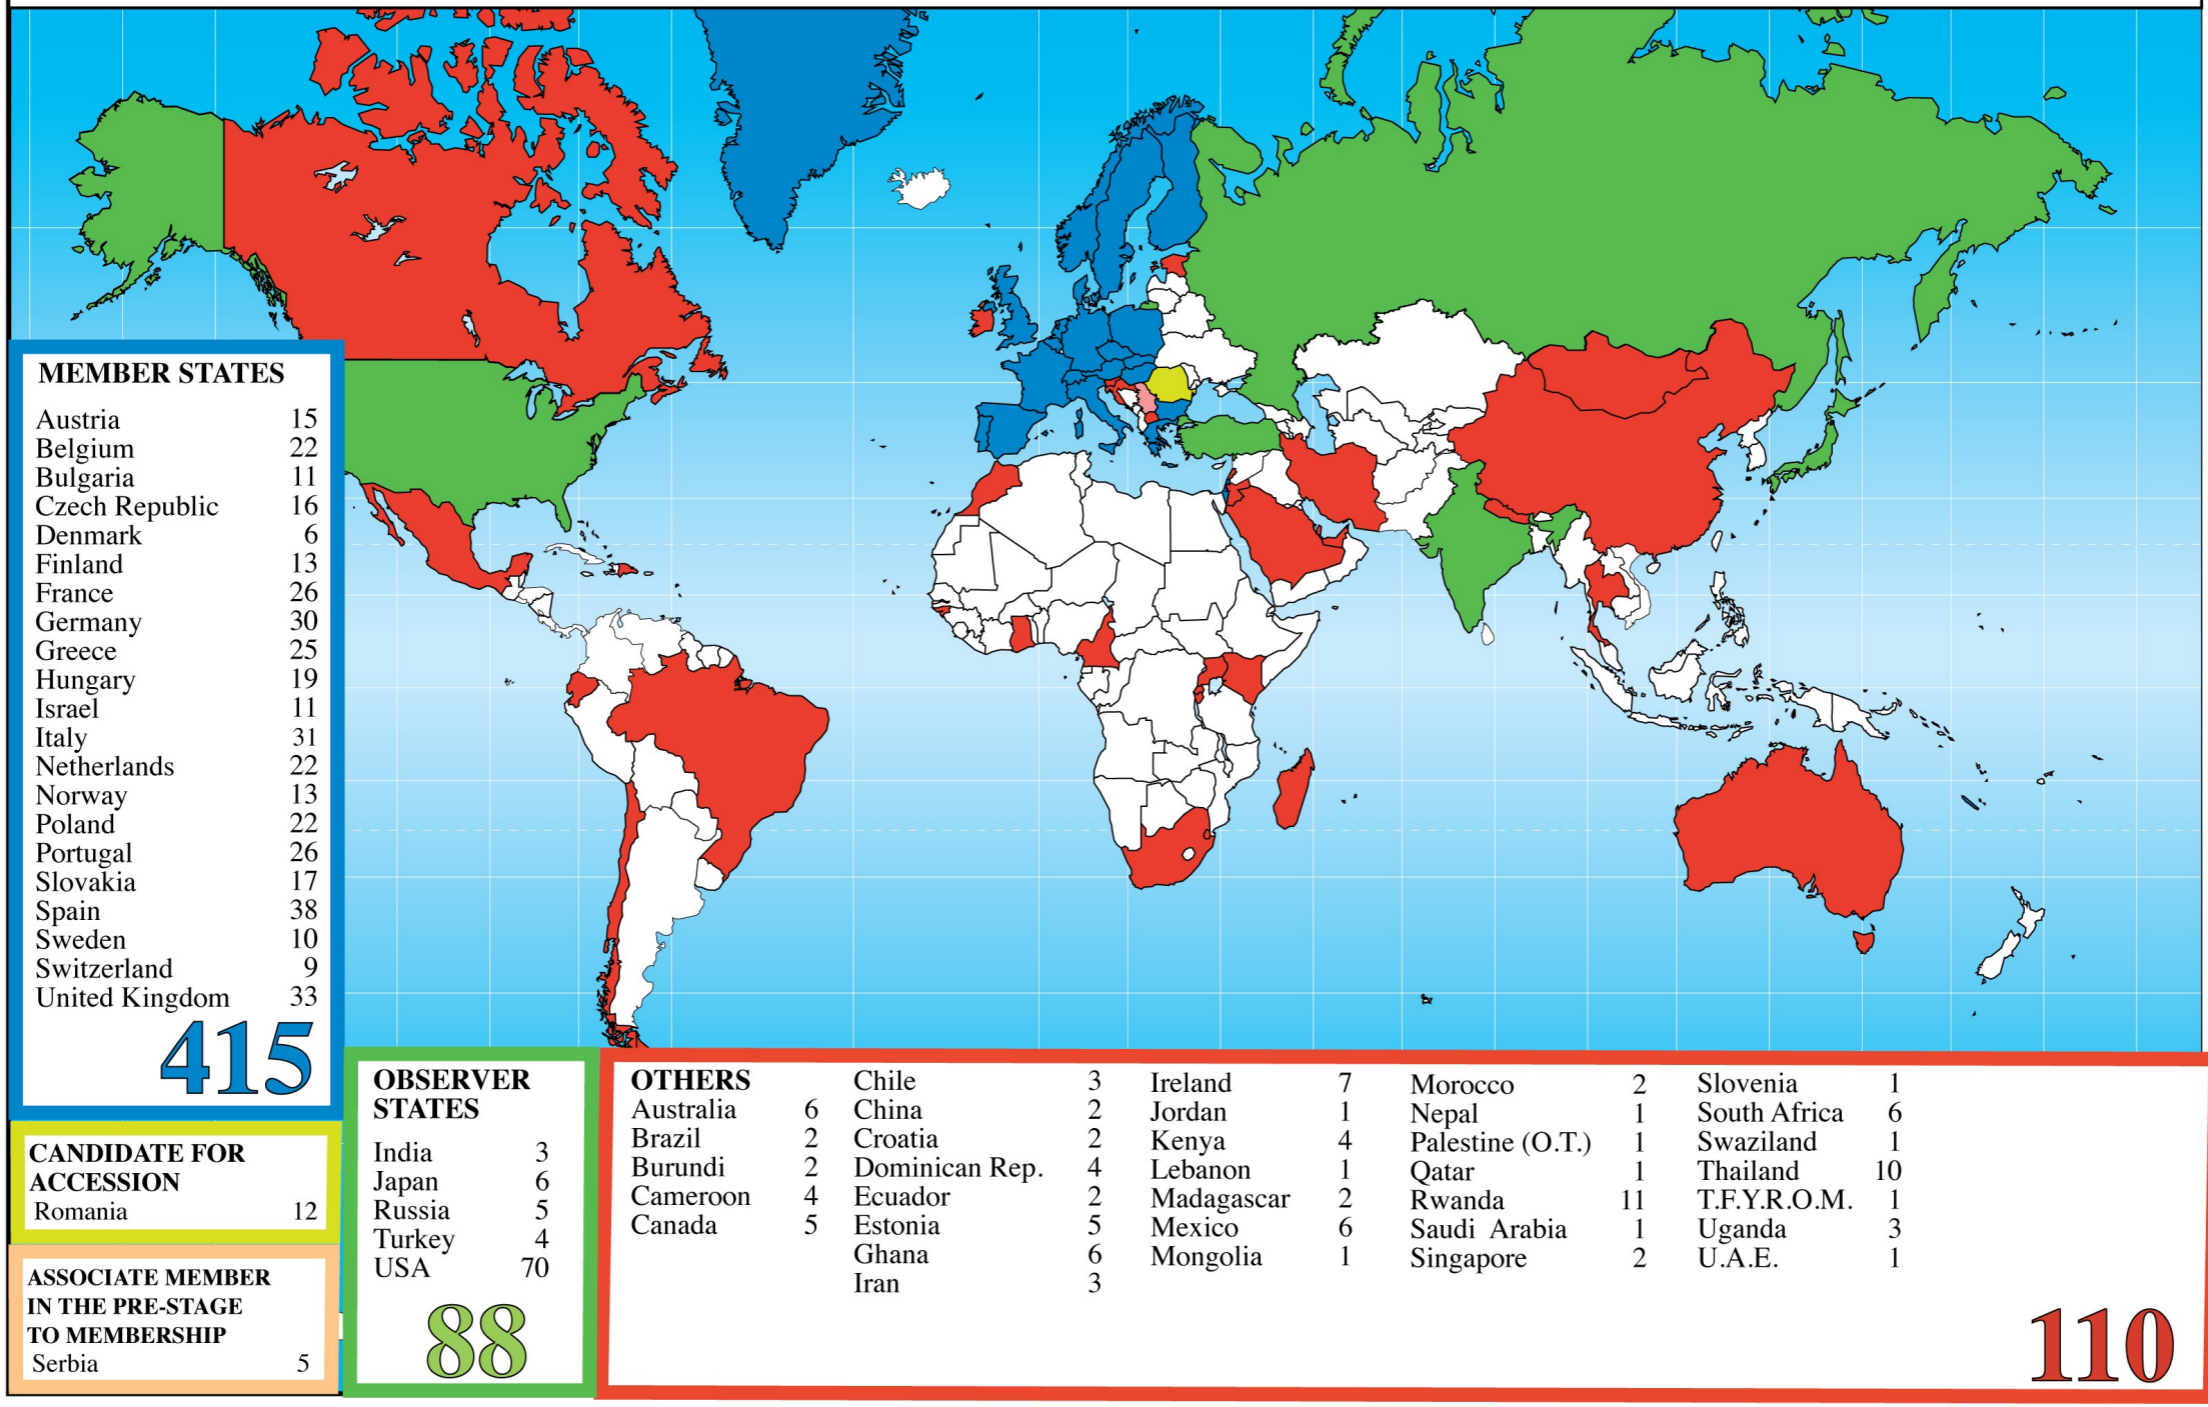 MEMBER STATES
Austria 15
Belgium 22
Bulgaria 11
Czech Republic 16
Denmark 6
Finland 13
France 26
Germany 30
Greece 25
Hungary 19
Israel 11
Italy 31
Netherlands 22
Norway 13
Poland 22
Portugal 26
Slovakia 17
Spain 38
Sweden 10
Switzerland 9
United Kingdom 33
415
CANDIDATE FOR
ACCESSION
Romania 12
ASSOCIATE MEMBER
IN THE PRE-STAGE
TO MEMBERSHIP
Serbia 5
OBSERVER
STATES
India 3
Japan 6
Russia 5
Turkey 4
USA 70
88
OTHERS
Australia 6
Brazil 2
Burundi 2
Cameroon 4
Canada 5
Chile 3
China 2
Croatia 2
Dominican Rep. 4
Ecuador 2
Estonia 5
Ghana 6
Iran 3
Ireland 7
Jordan 1
Kenya 4
Lebanon 1
Madagascar 2
Mexico 6
Mongolia 1
Morocco 2
Nepal 1
Palestine (O.T.) 1
Qatar 1
Rwanda 11
Saudi Arabia 1
Singapore 2
Slovenia 1
South Africa 6
Swaziland 1
Thailand 10
T.F.Y.R.O.M. 1
Uganda 3
U.A.E. 1
110